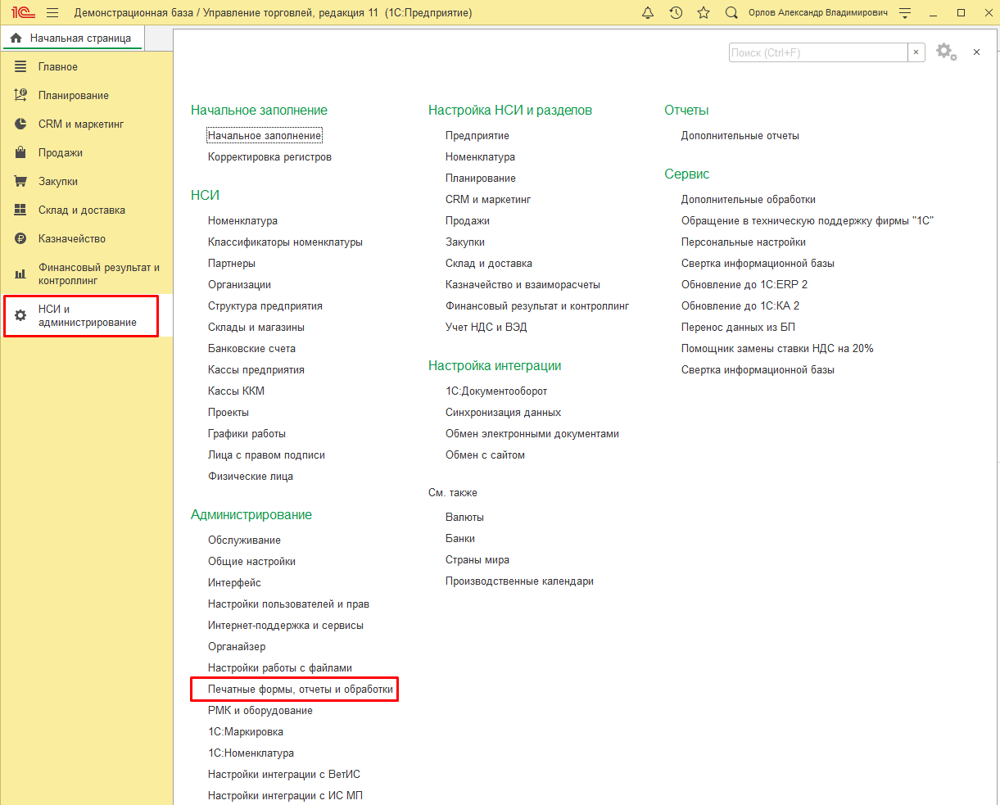 1С Демонстрационная база / Управление торговлей, редакция 11 (1С:Предприятие) Орлов Александр Владимирович
Начальная страница
Главное
Планирование
CRM и маркетинг
Продажи
Закупки
Склад и доставка
Казначейство
Финансовый результат и
контроллинг
НСИ и
администрирование
Поиск (Ctrl+F)
Начальное заполнение
Начальное заполнение
Корректировка регистров
НСИ
Номенклатура
Классификаторы номенклатуры
Партнеры
Организации
Структура предприятия
Склады и магазины
Банковские счета
Кассы предприятия
Кассы ККМ
Проекты
Графики работы
Лица с правом подписи
Физические лица
Администрирование
Обслуживание
Общие настройки
Интерфейс
Настройки пользователей и прав
Интернет-поддержка и сервисы
Органайзер
Настройки работы с файлами
Печатные формы, отчеты и обработки
РМК и оборудование
1С:Маркировка
1С:Номенклатура
Настройки интеграции с ВетИС
Настройки интеграции с ИС МП
Настройка НСИ и разделов
Предприятие
Номенклатура
Планирование
CRM и маркетинг
Продажи
Закупки
Склад и доставка
Казначейство и взаиморасчеты
Финансовый результат и контроллинг
Учет НДС и ВЭД
Настройка интеграции
1С:Документооборот
Синхронизация данных
Обмен электронными документами
Обмен с сайтом
См. также
Валюты
Банки
Страны мира
Производственные календари
Отчеты
Дополнительные отчеты
Сервис
Дополнительные обработки
Обращение в техническую поддержку фирмы "1С"
Персональные настройки
Свертка информационной базы
Обновление до 1С:ERP 2
Обновление до 1С:КА 2
Перенос данных из БП
Помощник замены ставки НДС на 20%
Свертка информационной базы